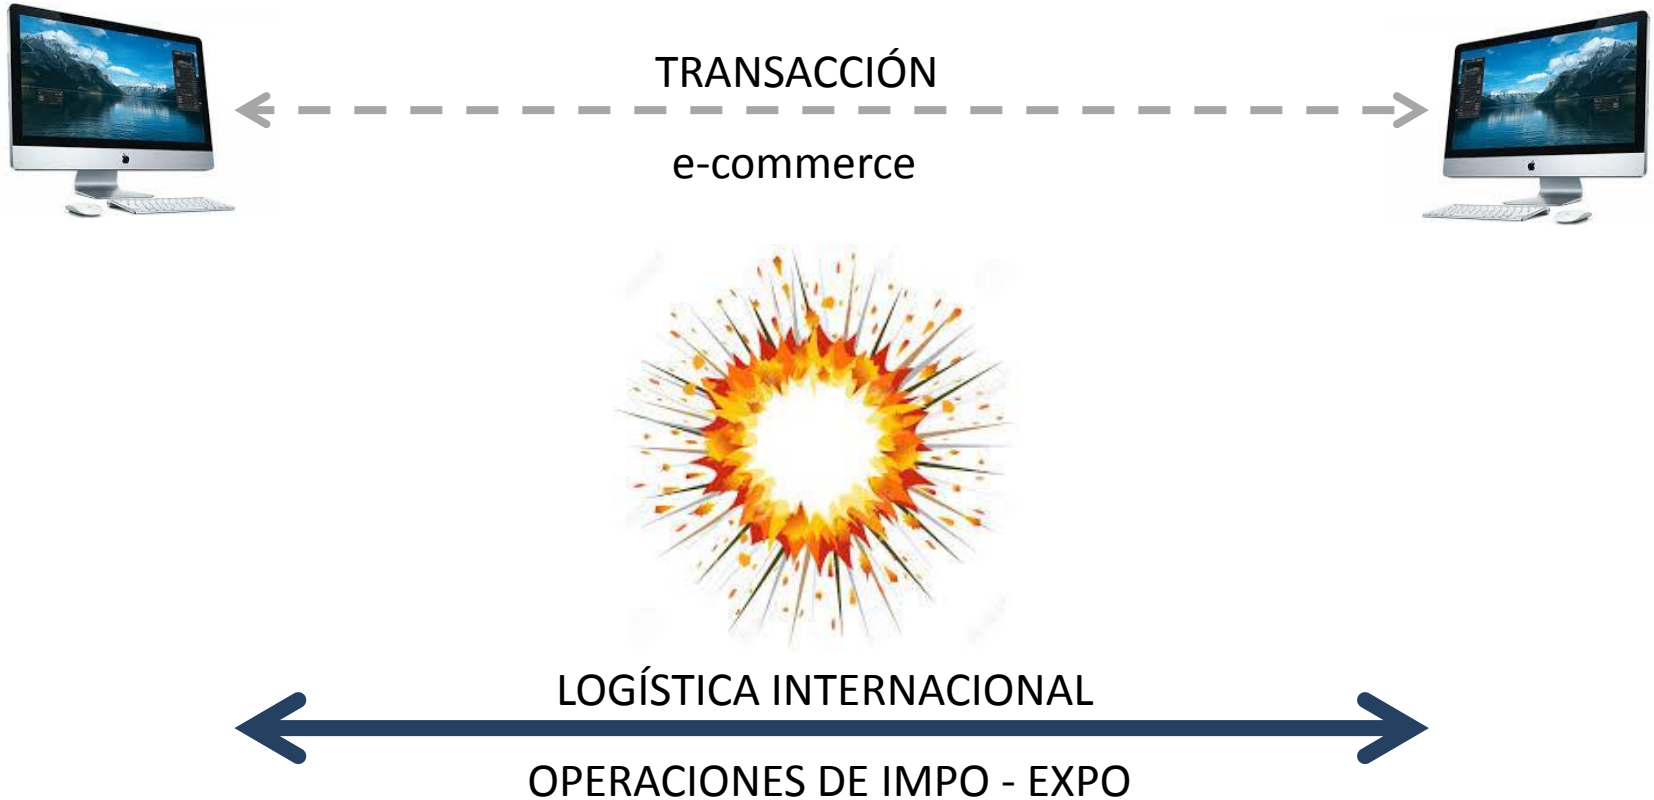 TRANSACCIÓN
e-commerce
LOGÍSTICA INTERNACIONAL
OPERACIONES DE IMPO - EXPO